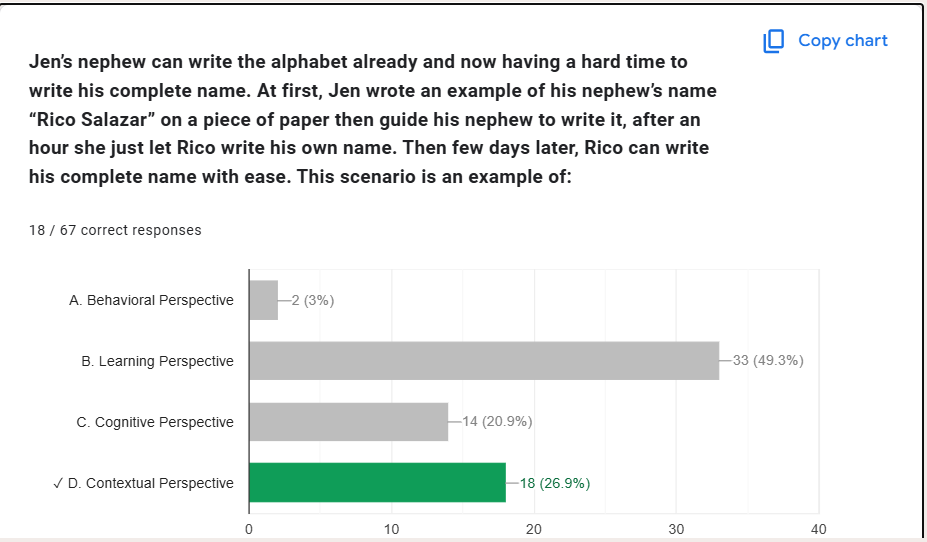 Copy chart
Jen's nephew can write the alphabet already and now having a hard time to
write his complete name. At first, Jen wrote an example of his nephew's name
“Rico Salazar” on a piece of paper then guide his nephew to write it, after an
hour she just let Rico write his own name. Then few days later, Rico can write
his complete name with ease. This scenario is an example of:
18 / 67 correct responses
A. Behavioral Perspective
2 (3%)
B. Learning Perspective
33 (49.3%)
C. Cognitive Perspective
14 (20.9%)
✓ D. Contextual Perspective
18 (26.9%)
0 10 20 30 40